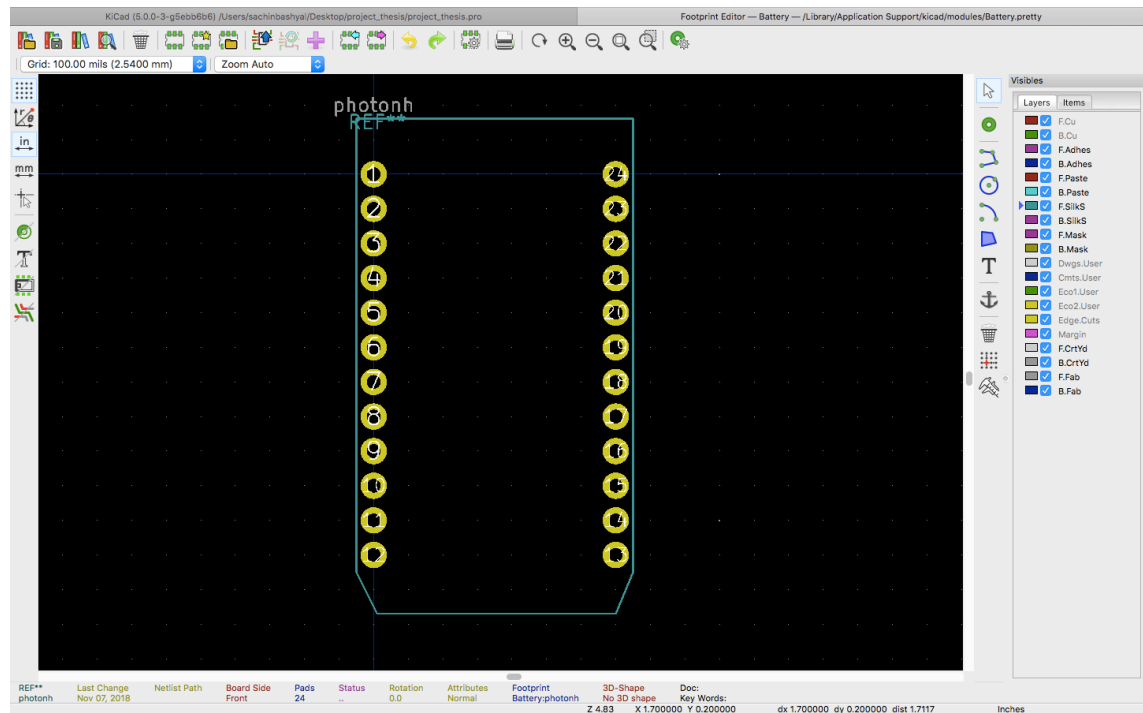 KiCad (5.0.0-3-g5ebb6b6) /Users/sachinbashyal/Desktop/project_thesis/project_thesis.pro
Footprint Editor — Battery — /Library/Application Support/kicad/modules/Battery.pretty
Grid: 100.00 mils (2.5400 mm)
Zoom Auto
in
mm
T
Visibles
Layers Items
F.Cu
B.Cu
F.Adhes
B.Adhes
F.Paste
B.Paste
F.SilkS
B.SilkS
F.Mask
B.Mask
Dwgs.User
Cmts.User
Eco1.User
Eco2.User
Edge.Cuts
Margin
F.CrtYd
B.CrtYd
F.Fab
B.Fab
T
photonh
REF**
1 24
2 23
3 22
4 21
5 20
6 19
7 18
8 17
9 16
10 15
11 14
12 13
REF** Last Change Netlist Path Board Side Pads Status Rotation Attributes Footprint 3D-Shape Doc:
photonh Nov 07, 2018 Front 24 .. 0.0 Normal Battery:photonh No 3D shape Key Words:
Z 4.83 X 1.700000 Y 0.200000 dx 1.700000 dy 0.200000 dist 1.7117 Inches